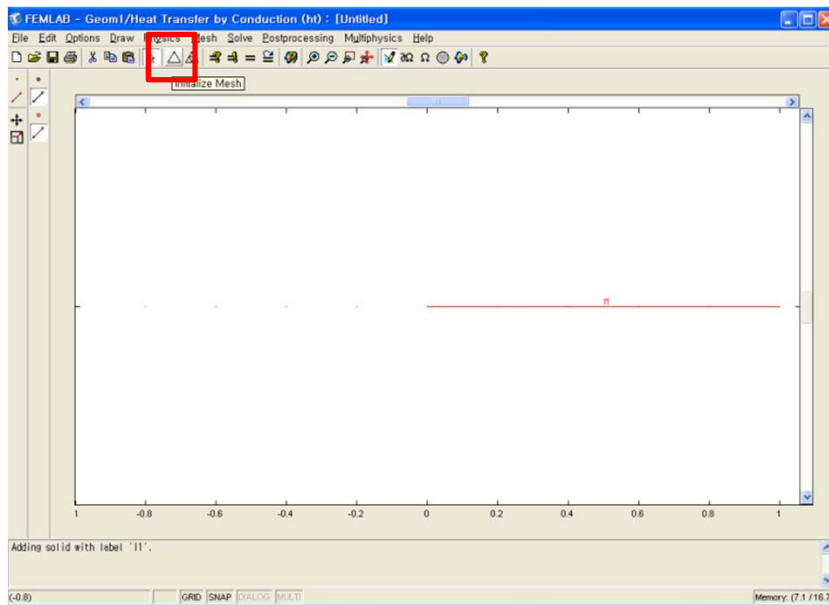 FEMLAB - Geom1/Heat Transfer by Conduction (ht) : [Untitled]
File Edit Options Draw Physics Mesh Solve Postprocessing Multiphysics Help
Initialize Mesh
I1
1 -0.8 -0.6 -0.4 -0.2 0 0.2 0.4 0.6 0.8 1
Adding solid with label 'I1'.
(-0.8) GRID SNAP DIALOG MULTI Memory: (7.1 / 16.7